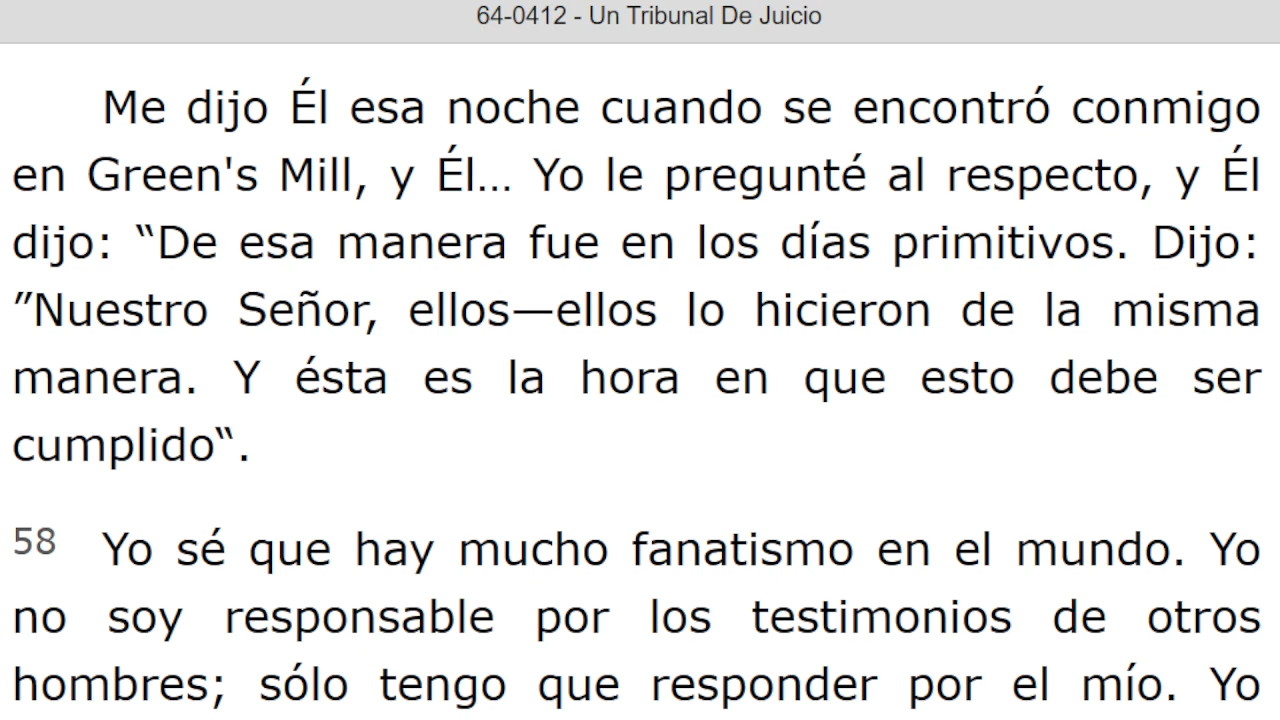 64-0412 - Un Tribunal De Juicio
Me dijo Él esa noche cuando se encontró conmigo
en Green's Mill, y Él... Yo le pregunté al respecto, y Él
dijo: “De esa manera fue en los días primitivos. Dijo:
”Nuestro Señor, ellos—ellos lo hicieron de la misma
manera. Y ésta es la hora en que esto debe ser
cumplido“.
58 Yo sé que hay mucho fanatismo en el mundo. Yo
no soy responsable por los testimonios de otros
hombres; sólo tengo que responder por el mío. Yo